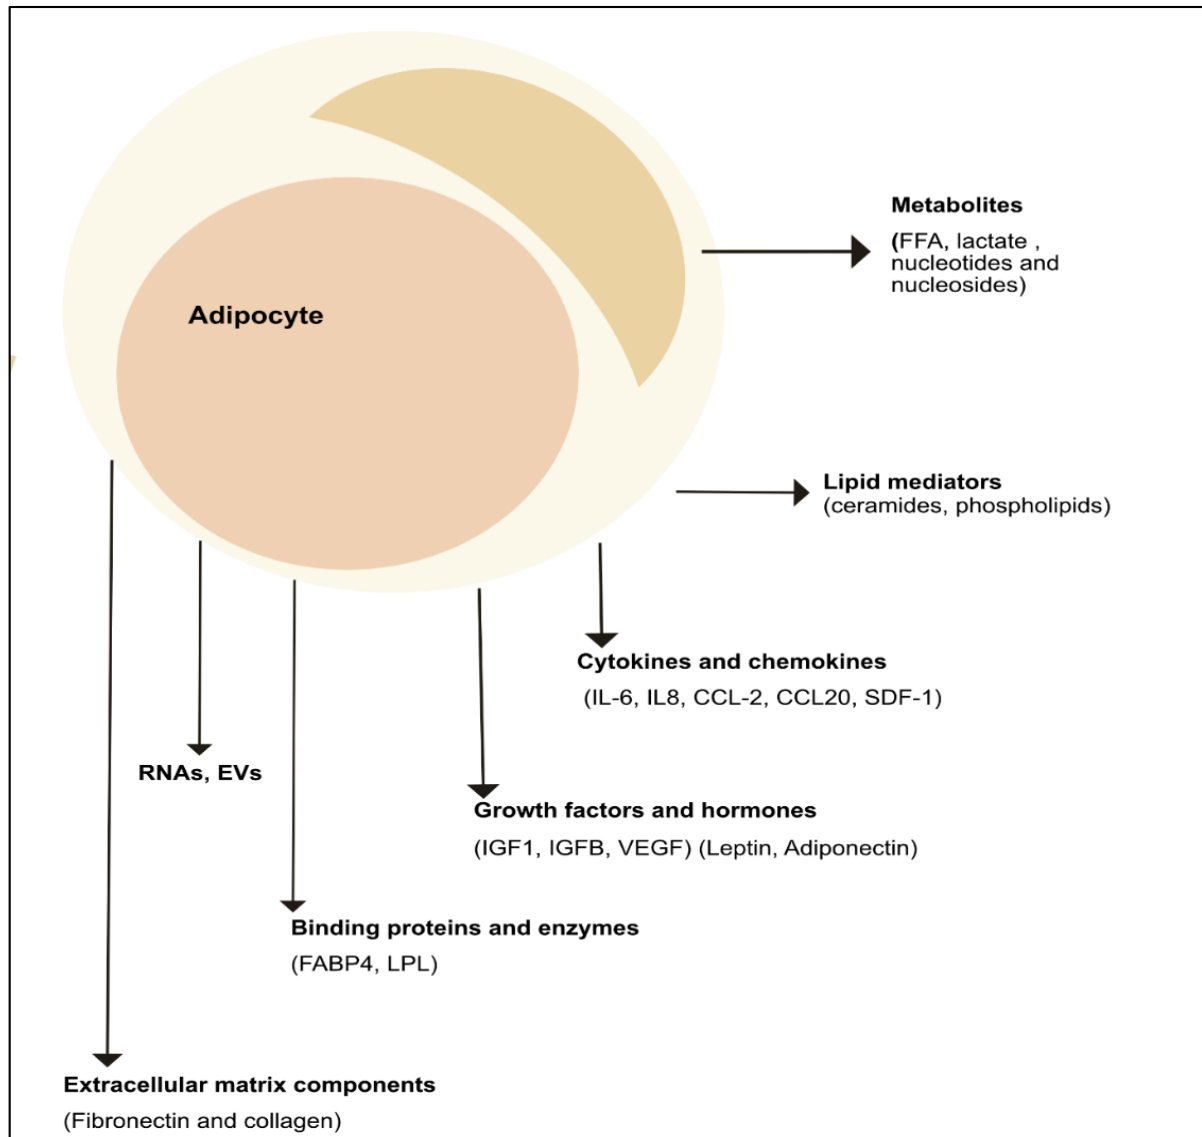 Metabolites
(FFA, lactate ,
nucleotides and
nucleosides)
Adipocyte
Lipid mediators
(ceramides, phospholipids)
Cytokines and chemokines
(IL-6, IL8, CCL-2, CCL20, SDF-1)
RNAs, EVs
Growth factors and hormones
(IGF1, IGFB, VEGF) (Leptin, Adiponectin)
Binding proteins and enzymes
(FABP4, LPL)
Extracellular matrix components
(Fibronectin and collagen)